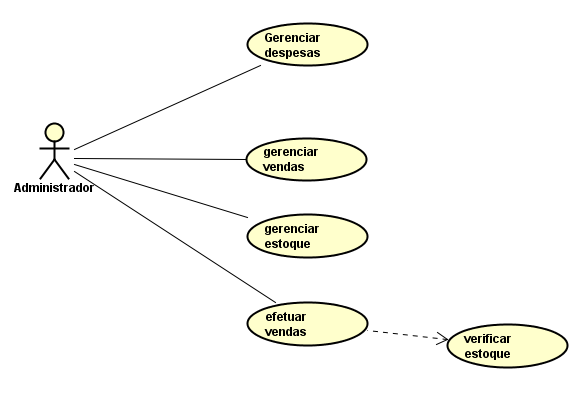 Gerenciar
despesas
gerenciar
vendas
Administrador
gerenciar
estoque
efetuar
vendas
verificar
estoque